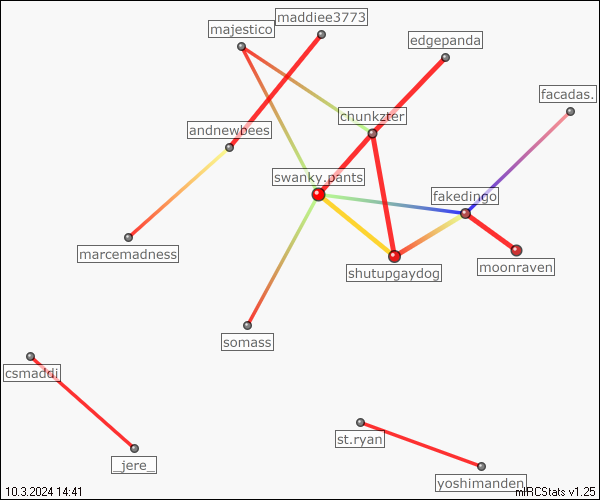 maddiee3773
majestico
edgepanda
facadas.
chunkzter
andnewbees
swanky.pants
fakedingo
marcemadness
moonraven
shutupgaydog
somass
csmaddi
st.ryan
_jere_
yoshimanden
10.3.2024 14:41
mIRCStats v1.25